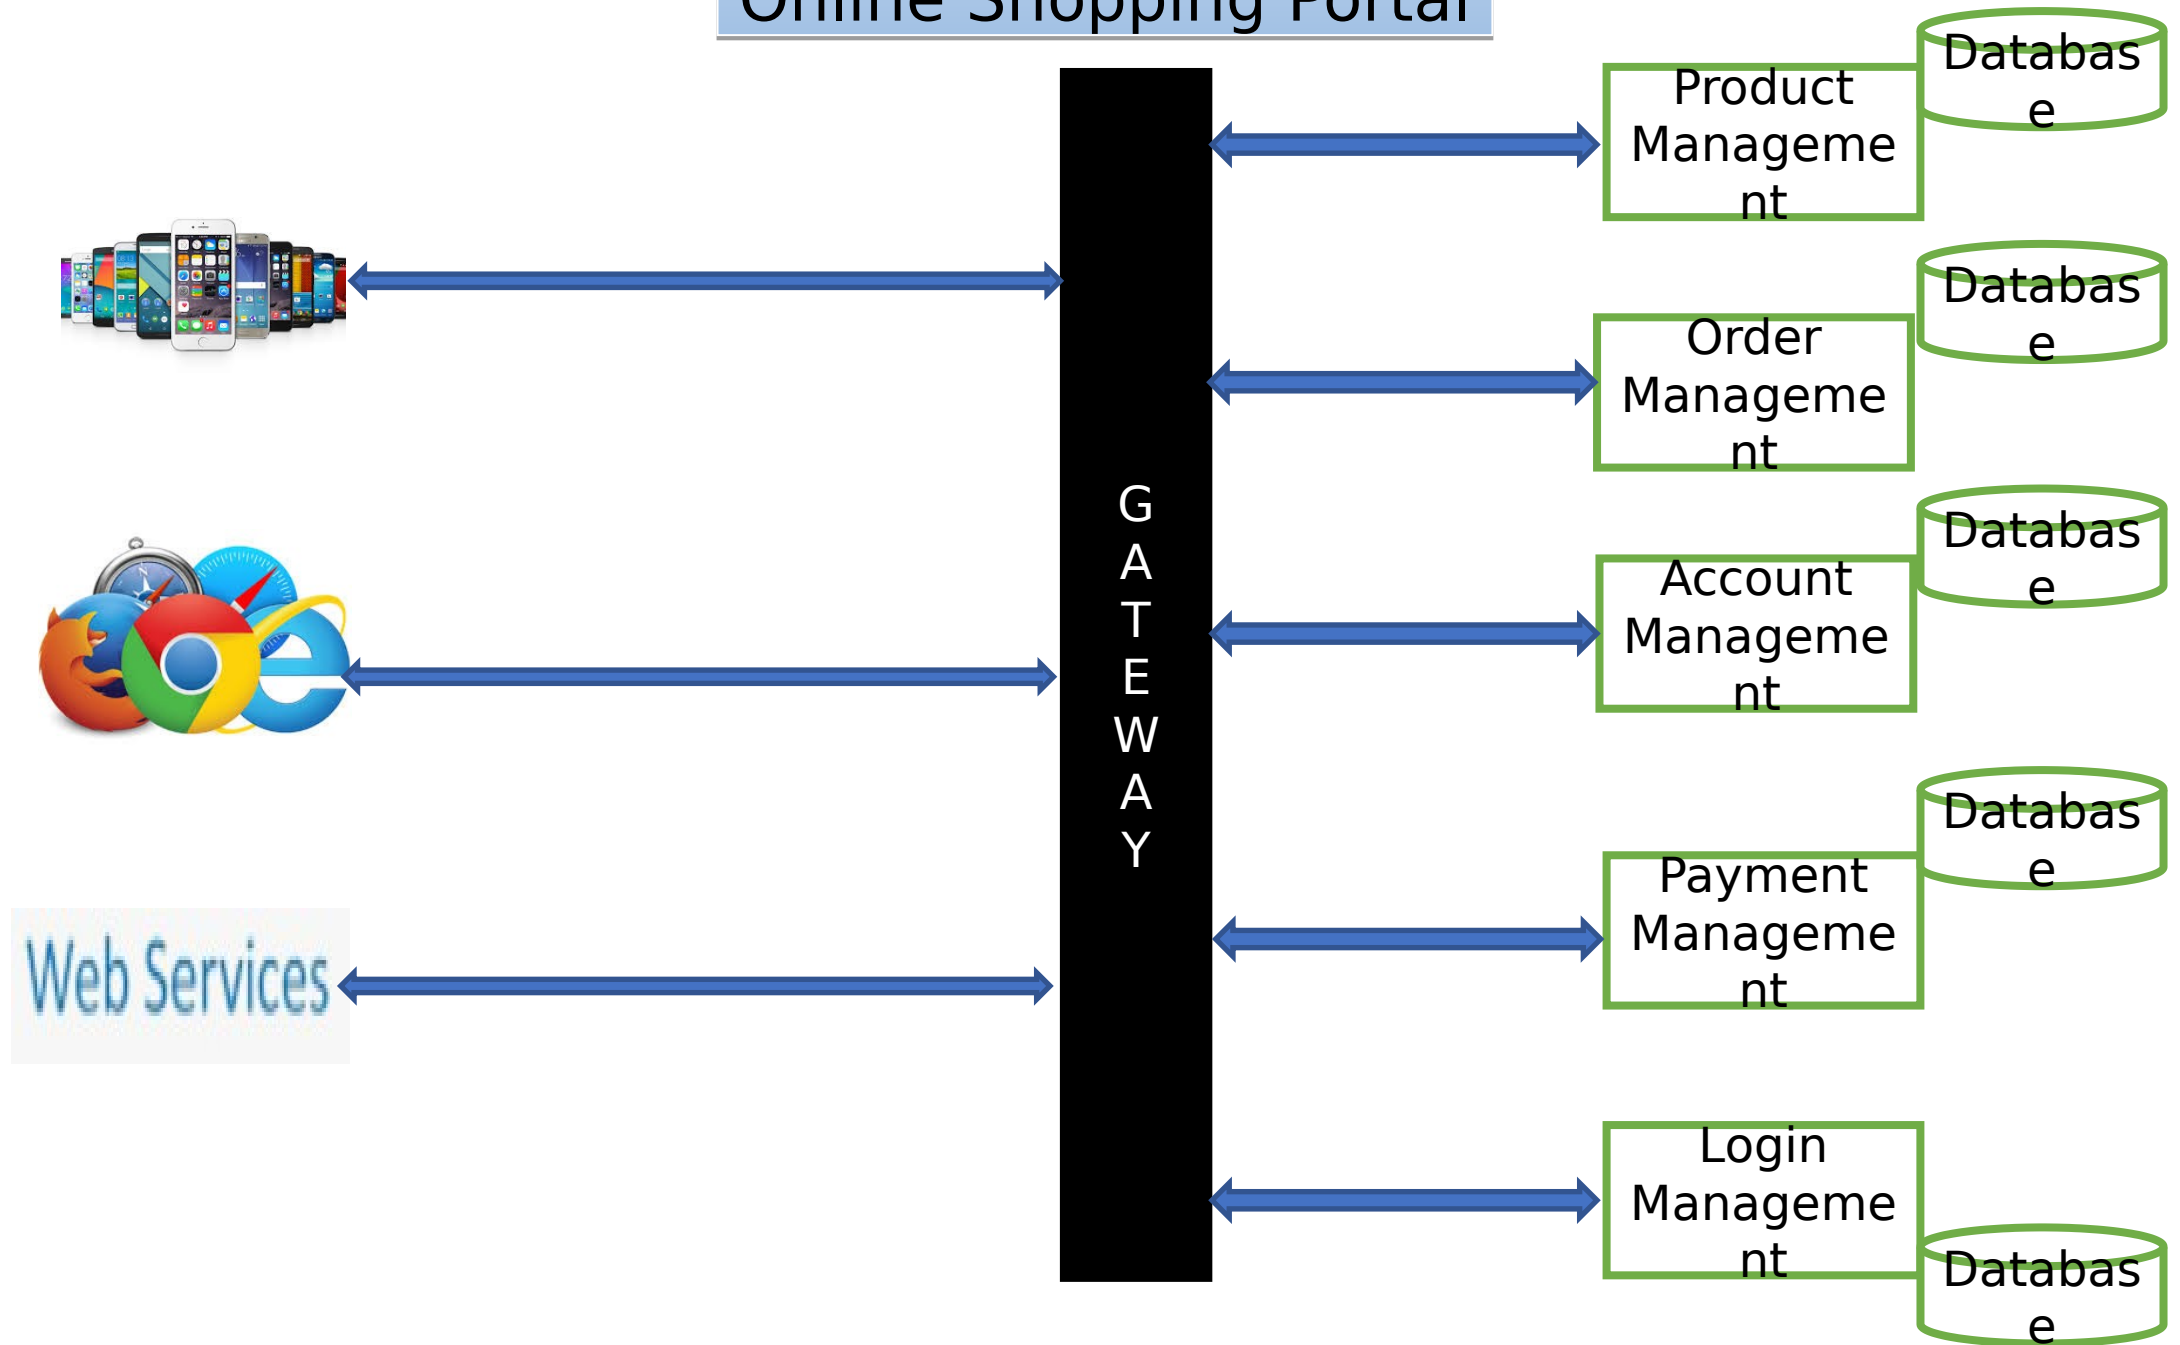 Online Shopping Portal
Databas
e
Product
Manageme
nt
Databas
e
Order
Manageme
nt
G
A
T
E
W
A
Y
Databas
e
Account
Manageme
nt
Databas
e
Payment
Manageme
nt
Web Services
Login
Manageme
nt
Databas
e